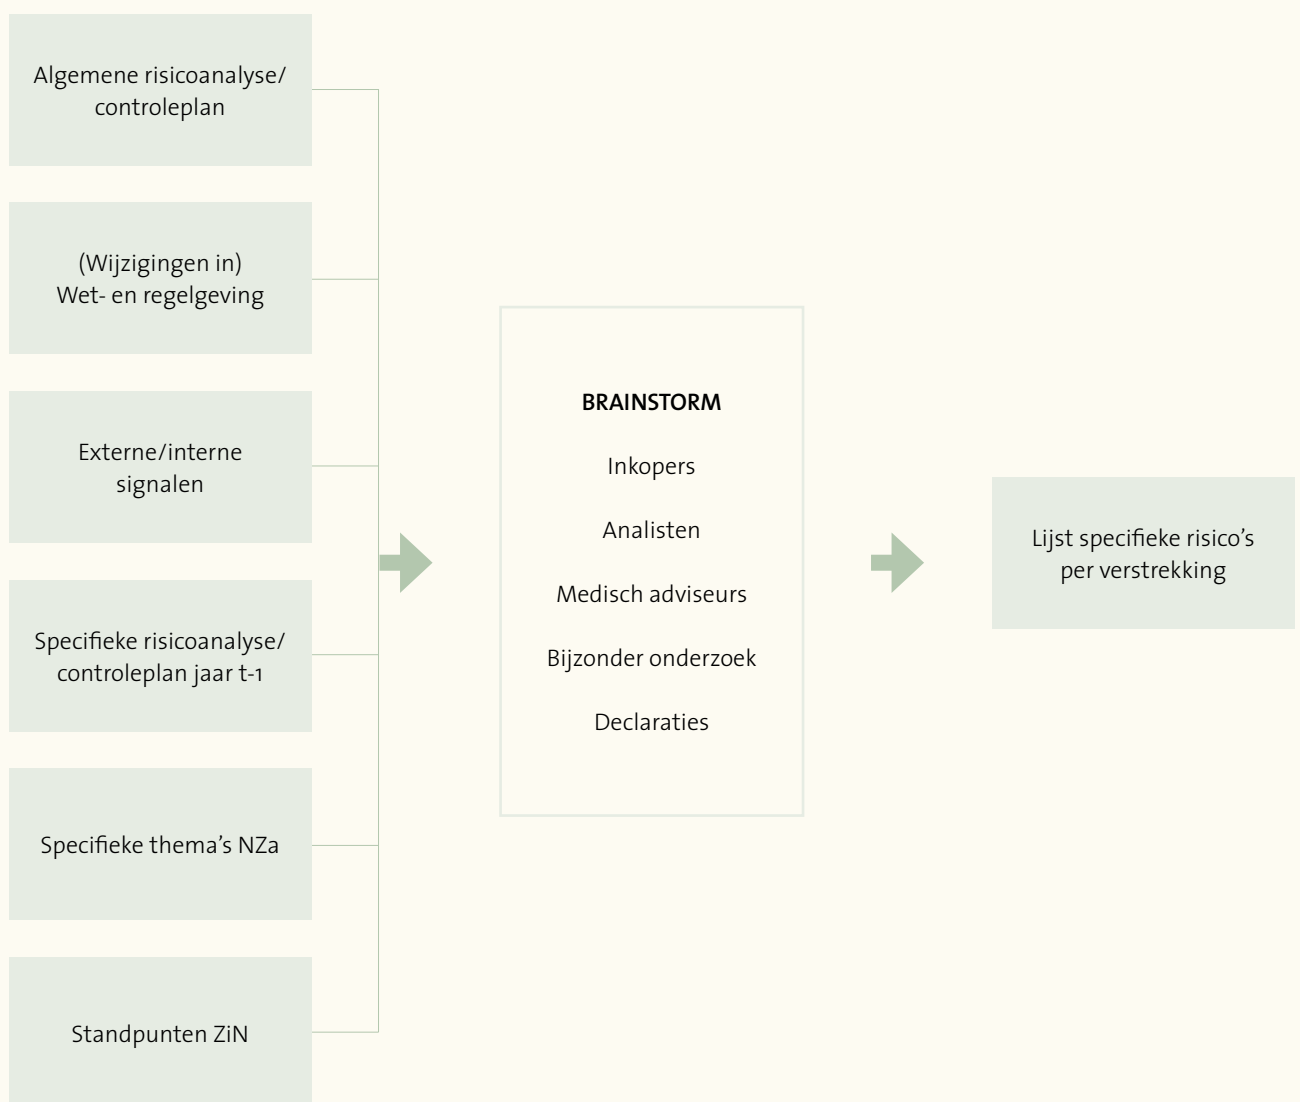 Algemene risicoanalyse/
controleplan
(Wijzigingen in)
Wet- en regelgeving
Externe/interne
signalen
Specifieke risicoanalyse/
controleplan jaar t-1
Specifieke thema’s NZa
Standpunten ZiN
BRAINSTORM
Inkopers
Analisten
Medisch adviseurs
Bijzonder onderzoek
Declaraties
Lijst specifieke risico’s
per verstrekking